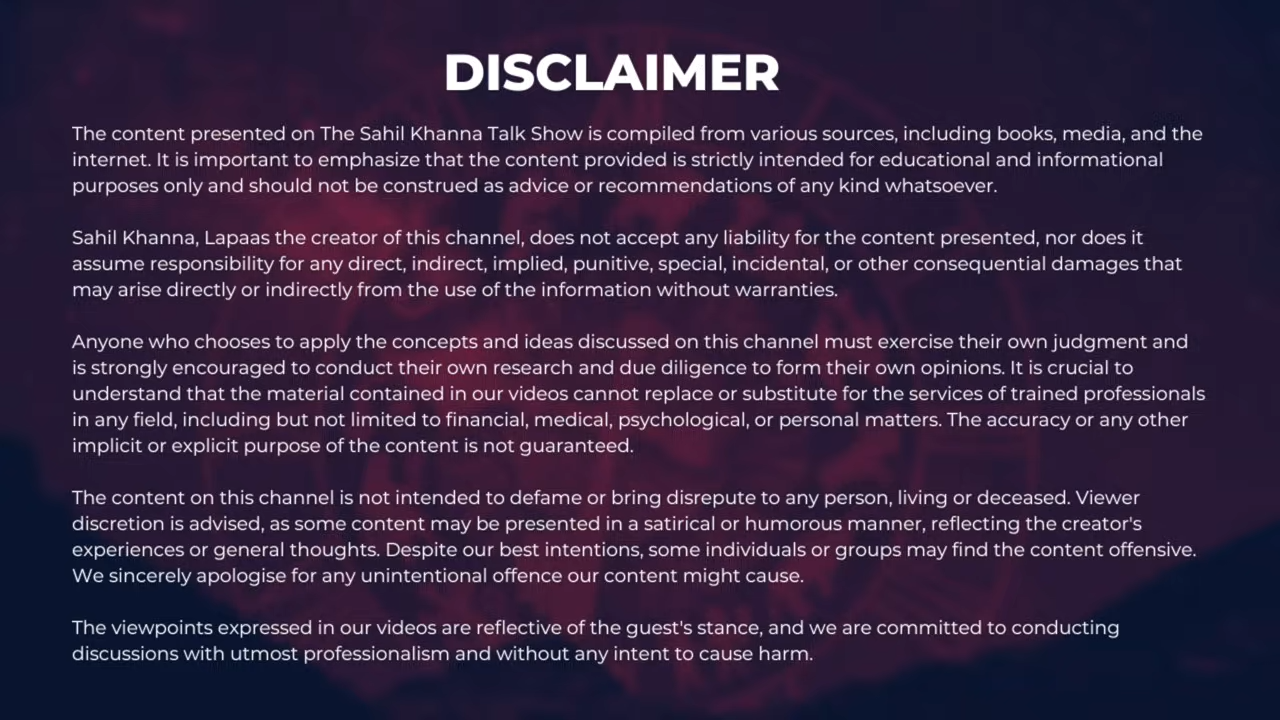 DISCLAIMER
The content presented on The Sahil Khanna Talk Show is compiled from various sources, including books, media, and the
internet. It is important to emphasize that the content provided is strictly intended for educational and informational
purposes only and should not be construed as advice or recommendations of any kind whatsoever.
Sahil Khanna, Lapaas the creator of this channel, does not accept any liability for the content presented, nor does it
assume responsibility for any direct, indirect, implied, punitive, special, incidental, or other consequential damages that
may arise directly or indirectly from the use of the information without warranties.
Anyone who chooses to apply the concepts and ideas discussed on this channel must exercise their own judgment and
is strongly encouraged to conduct their own research and due diligence to form their own opinions. It is crucial to
understand that the material contained in our videos cannot replace or substitute for the services of trained professionals
in any field, including but not limited to financial, medical, psychological, or personal matters. The accuracy or any other
implicit or explicit purpose of the content is not guaranteed.
The content on this channel is not intended to defame or bring disrepute to any person, living or deceased. Viewer
discretion is advised, as some content may be presented in a satirical or humorous manner, reflecting the creator's
experiences or general thoughts. Despite our best intentions, some individuals or groups may find the content offensive.
We sincerely apologise for any unintentional offence our content might cause.
The viewpoints expressed in our videos are reflective of the guest's stance, and we are committed to conducting
discussions with utmost professionalism and without any intent to cause harm.